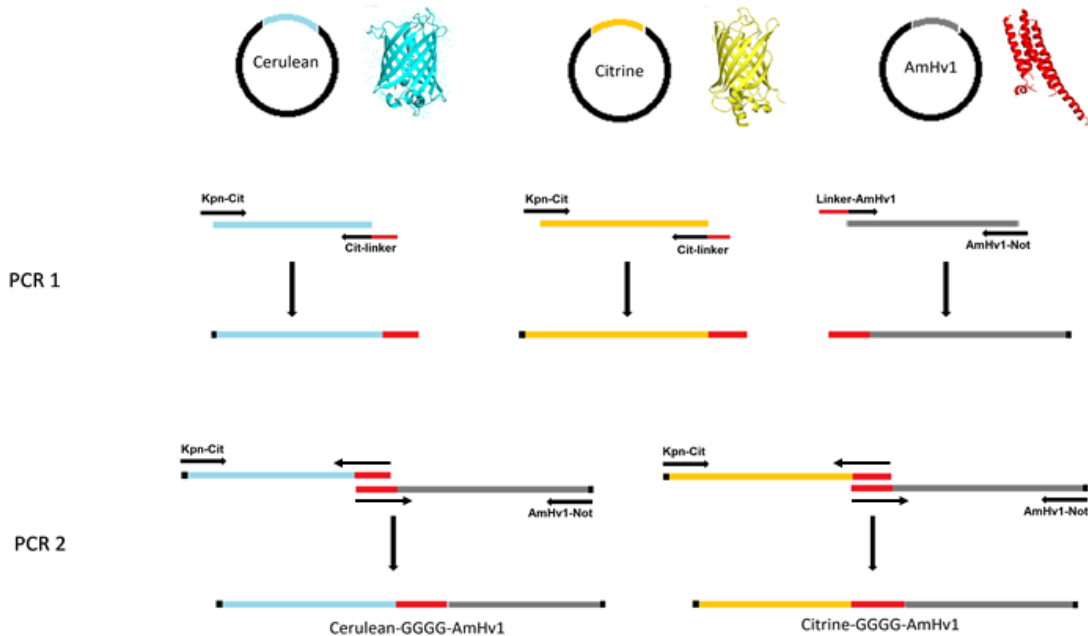 Cerulean
Citrine
AmHv1
Kpn-Cit
Kpn-Cit
Linker-AmHv1
Cit-linker
Cit-linker
AmHv1-Not
PCR 1
Kpn-Cit
Kpn-Cit
AmHv1-Not
AmHv1-Not
PCR 2
Cerulean-GGGG-AmHv1
Citrine-GGGG-AmHv1